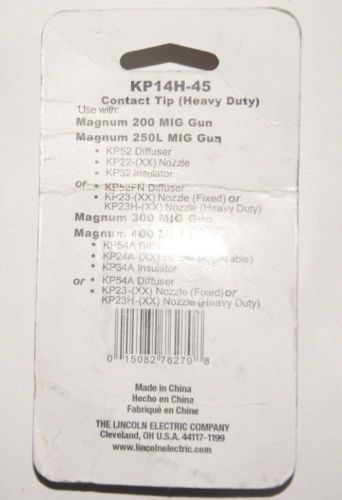 KP14H-45
Contact Tip (Heavy Duty)
Use with:
Magnum 200 MIG Gun
Magnum 250L MIG Gun
• KP52 Diffuser
• KP22-(XX) Nozzle
• KP32 Insulator
or • KP52FN Diffuser
• KP23-(XX) Nozzle (Fixed) or
KP23H-(XX) Nozzle (Heavy Duty)
Magnum 300 MIG Gun
Magnum 400
• KP54A
• KP24A-(XX)
• KP34A Insulator
or • KP54A Diffuser
• KP23-(XX) Nozzle (Fixed) or
KP23H-(XX) Nozzle (Heavy Duty)
0 15082 76270 8
Made in China
Hecho en China
Fabriqué en Chine
THE LINCOLN ELECTRIC COMPANY
Cleveland, OH U.S.A. 44117-1199
www.lincolnelectric.com